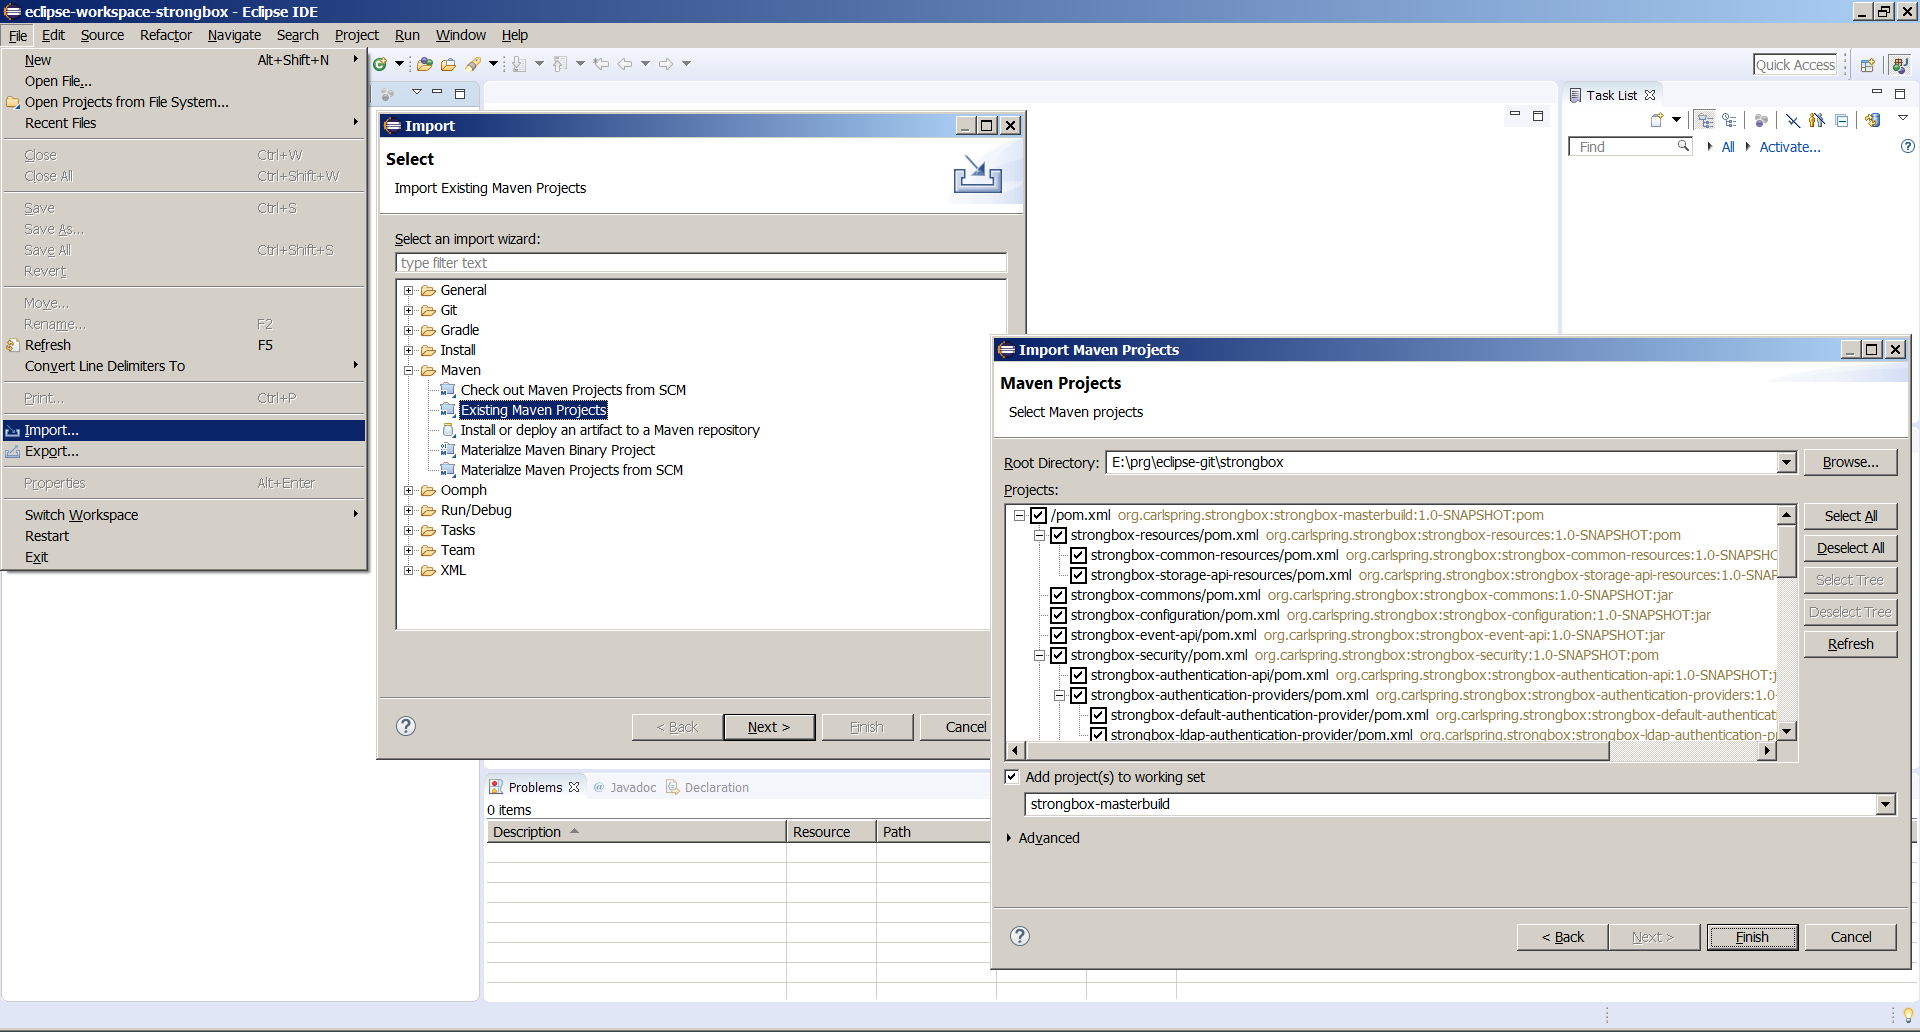 eclipse-workspace-strongbox - Eclipse IDE
File Edit Source Refactor Navigate Search Project Run Window Help
New Alt+Shift+N
Open File...
Open Projects from File System...
Recent Files
Close Ctrl+W
Close All Ctrl+Shift+W
Save Ctrl+S
Save As...
Save All Ctrl+Shift+S
Revert
Move...
Rename... F2
Refresh F5
Convert Line Delimiters To
Print... Ctrl+P
Import...
Export...
Properties Alt+Enter
Switch Workspace
Restart
Exit
Import
Select
Import Existing Maven Projects
Select an import wizard:
type filter text
General
Git
Gradle
Install
Maven
Check out Maven Projects from SCM
Existing Maven Projects
Install or deploy an artifact to a Maven repository
Materialize Maven Binary Project
Materialize Maven Projects from SCM
Oomph
Run/Debug
Tasks
Team
XML
< Back Next > Finish Cancel
Problems @ Javadoc Declaration
0 items
Description Resource Path
Quick Access
Task List
Find All Activate...
Import Maven Projects
Maven Projects
Select Maven projects
Root Directory: E:\prg\eclipse-git\strongbox Browse...
Projects:
/pom.xml org.carlspring.strongbox:strongbox-masterbuild:1.0-SNAPSHOT:pom
strongbox-resources/pom.xml org.carlspring.strongbox:strongbox-resources:1.0-SNAPSHOT:pom
strongbox-common-resources/pom.xml org.carlspring.strongbox:strongbox-common-resources:1.0-SNAPSHC
strongbox-storage-api-resources/pom.xml org.carlspring.strongbox:strongbox-storage-api-resources:1.0-SNAP
strongbox-commons/pom.xml org.carlspring.strongbox:strongbox-commons:1.0-SNAPSHOT:jar
strongbox-configuration/pom.xml org.carlspring.strongbox:strongbox-configuration:1.0-SNAPSHOT:jar
strongbox-event-api/pom.xml org.carlspring.strongbox:strongbox-event-api:1.0-SNAPSHOT:jar
strongbox-security/pom.xml org.carlspring.strongbox:strongbox-security:1.0-SNAPSHOT:pom
strongbox-authentication-api/pom.xml org.carlspring.strongbox:strongbox-authentication-api:1.0-SNAPSHOT:j
strongbox-authentication-providers/pom.xml org.carlspring.strongbox:strongbox-authentication-providers:1.0-
strongbox-default-authentication-provider/pom.xml org.carlspring.strongbox:strongbox-default-authenticati
strongbox-ldap-authentication-provider/pom.xml org.carlspring.strongbox:strongbox-ldap-authentication-p
Select All
Deselect All
Select Tree
Deselect Tree
Refresh
Add project(s) to working set
strongbox-masterbuild
Advanced
< Back Next > Finish Cancel